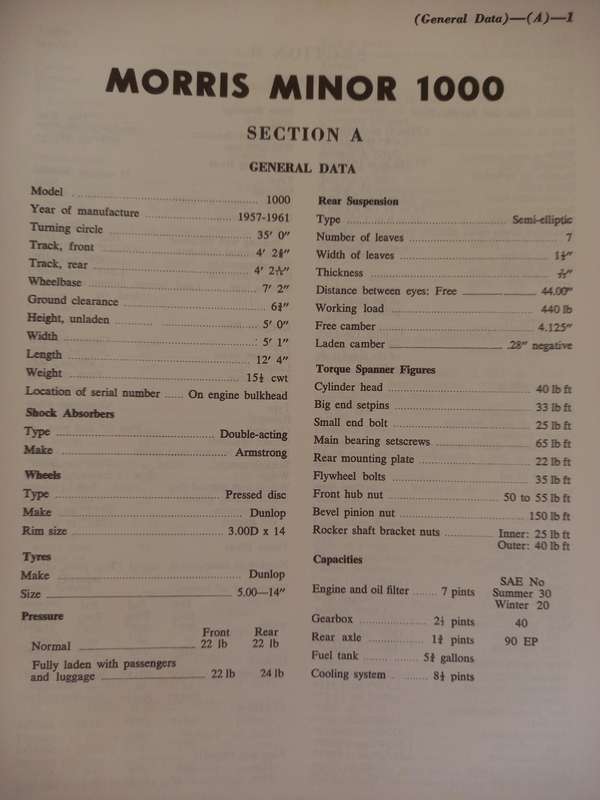 (General Data)—(A)—1
MORRIS MINOR 1000
SECTION A
GENERAL DATA
Model 1000
Year of manufacture 1957-1961
Turning circle 35′ 0″
Track, front 4′ 2⅝″
Track, rear 4′ 2 5/16″
Wheelbase 7′ 2″
Ground clearance 6¾″
Height, unladen 5′ 0″
Width 5′ 1″
Length 12′ 4″
Weight 15½ cwt
Location of serial number ...... On engine bulkhead
Shock Absorbers
Type Double-acting
Make Armstrong
Wheels
Type Pressed disc
Make Dunlop
Rim size 3.00D x 14
Tyres
Make Dunlop
Size 5.00—14″
Pressure
Front Rear
Normal 22 lb 22 lb
Fully laden with passengers
and luggage 22 lb 24 lb
Rear Suspension
Type Semi-elliptic
Number of leaves 7
Width of leaves
Thickness
Distance between eyes: Free 44.00″
Working load 440 lb
Free camber 4.125″
Laden camber .28″ negative
Torque Spanner Figures
Cylinder head 40 lb ft
Big end setpins 33 lb ft
Small end bolt 25 lb ft
Main bearing setscrews 65 lb ft
Rear mounting plate 22 lb ft
Flywheel bolts 35 lb ft
Front hub nut 50 to 55 lb ft
Bevel pinion nut 150 lb ft
Rocker shaft bracket nuts Inner: 25 lb ft
Outer: 40 lb ft
Capacities
SAE No
Engine and oil filter 7 pints Summer 30
Winter 20
Gearbox 2½ pints 40
Rear axle 1¾ pints 90 EP
Fuel tank gallons
Cooling system pints